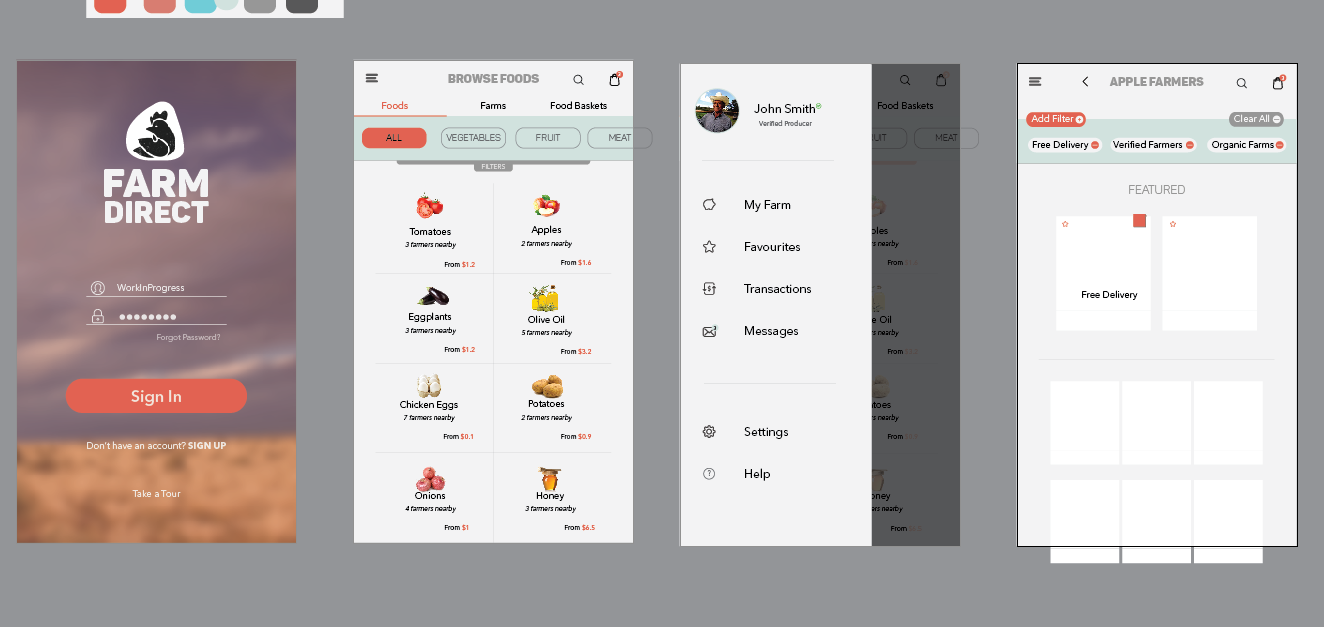 FARM
DIRECT
WorkInProgress
Forgot Password?
Sign In
Don't have an account? SIGN UP
Take a Tour
BROWSE FOODS
Foods Farms Food Baskets
ALL VEGETABLES FRUIT MEAT
FILTERS
Tomatoes
3 farmers nearby
From $1.2
Apples
2 farmers nearby
From $1.6
Eggplants
3 farmers nearby
From $1.2
Olive Oil
5 farmers nearby
From $3.2
Chicken Eggs
7 farmers nearby
From $0.1
Potatoes
2 farmers nearby
From $0.9
Onions
4 farmers nearby
From $1
Honey
3 farmers nearby
From $6.5
John Smith
Verified Producer
My Farm
Favourites
Transactions
Messages
Settings
Help
Food Baskets
UIT MEAT
ples
s nearby
From
e Oil
s nearby
From
toes
s nearby
From
oney
s nearby
From
APPLE FARMERS
Add Filter Clear All
Free Delivery Verified Farmers Organic Farms
FEATURED
Free Delivery